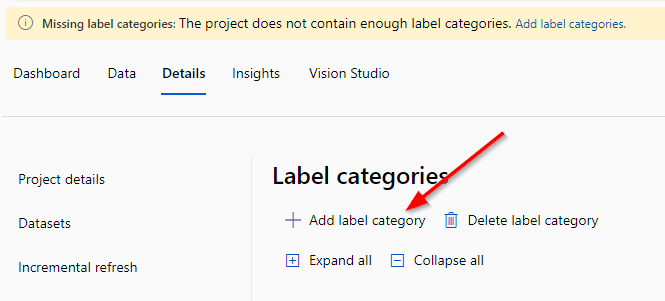 Missing label categories: The project does not contain enough label categories. Add label categories.
Dashboard Data Details Insights Vision Studio
Project details
Datasets
Incremental refresh
Label categories
Add label category Delete label category
Expand all Collapse all